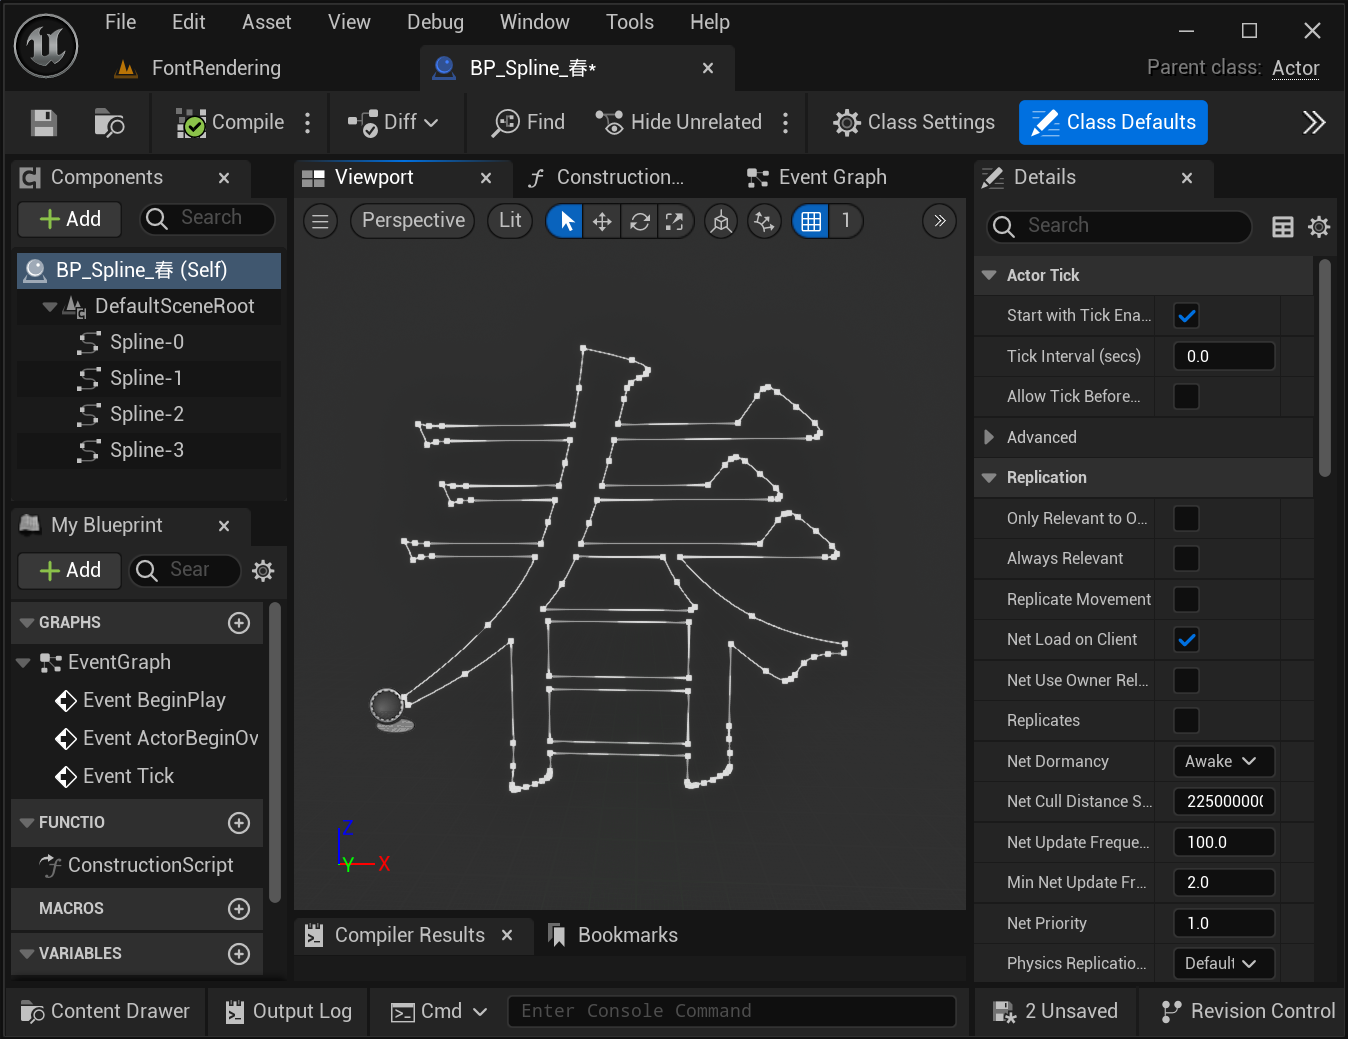 File Edit Asset View Debug Window Tools Help
FontRendering
BP_Spline_春*
Parent class: Actor
Compile
Diff
Find
Hide Unrelated
Class Settings
Class Defaults
Components
Add
Search
BP_Spline_春 (Self)
DefaultSceneRoot
Spline-0
Spline-1
Spline-2
Spline-3
My Blueprint
Add
Sear
GRAPHS
EventGraph
Event BeginPlay
Event ActorBeginOv
Event Tick
FUNCTIO
ConstructionScript
MACROS
VARIABLES
Viewport
Construction...
Event Graph
Perspective
Lit
1
春
Z
Y X
Compiler Results
Bookmarks
Details
Search
Actor Tick
Start with Tick Ena...
Tick Interval (secs) 0.0
Allow Tick Before...
Advanced
Replication
Only Relevant to O...
Always Relevant
Replicate Movement
Net Load on Client
Net Use Owner Rel...
Replicates
Net Dormancy Awake
Net Cull Distance S... 225000000
Net Update Freque... 100.0
Min Net Update Fr... 2.0
Net Priority 1.0
Physics Replicatio... Default
Content Drawer
Output Log
Cmd
Enter Console Command
2 Unsaved
Revision Control